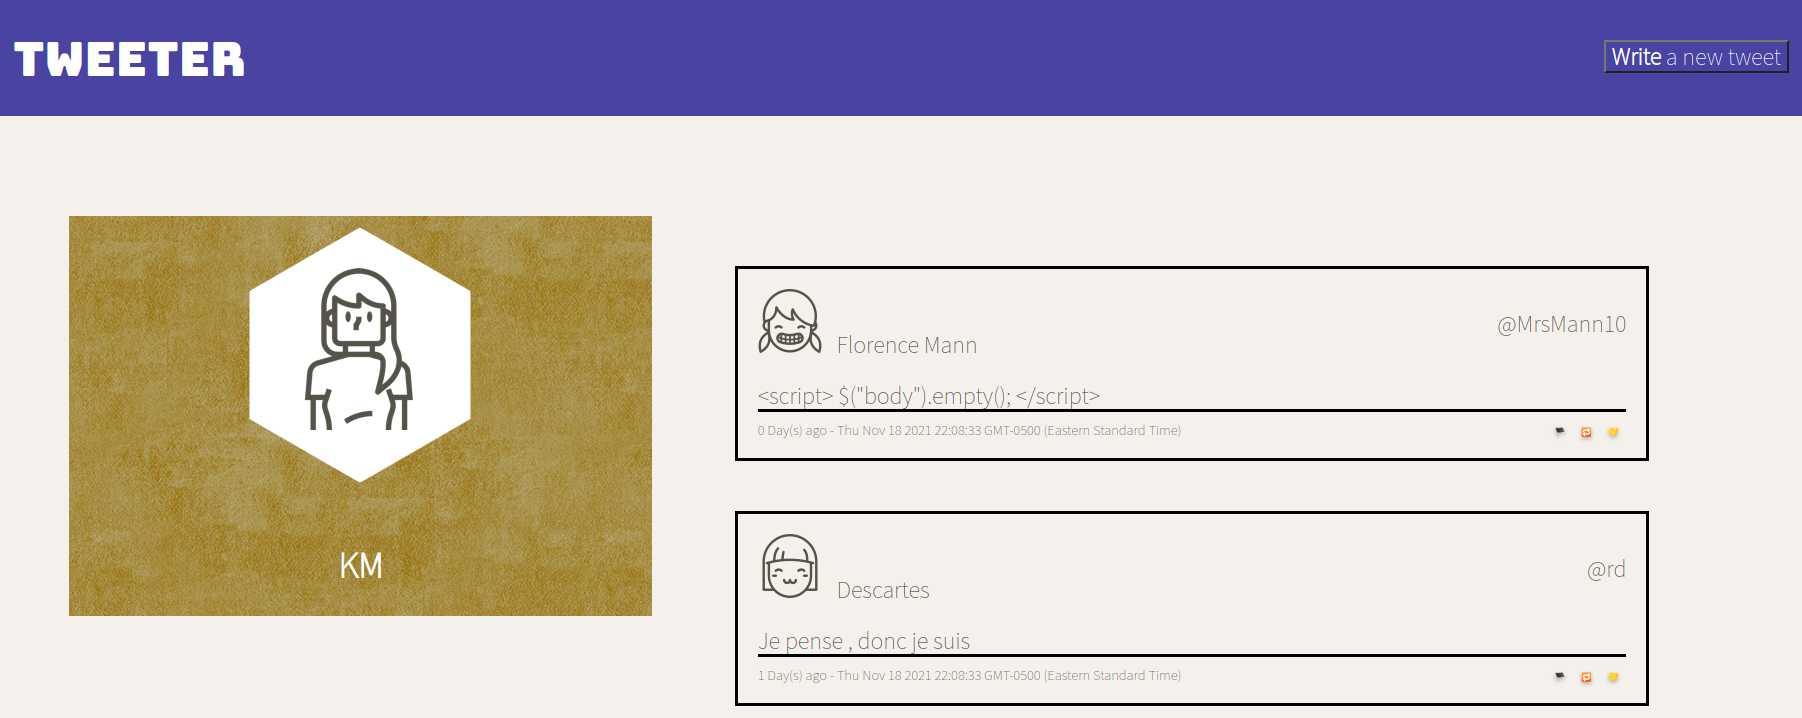 TWEETER
Write a new tweet
KM
Florence Mann
@MrsMann10
<script> $("body").empty(); </script>
0 Day(s) ago - Thu Nov 18 2021 22:08:33 GMT-0500 (Eastern Standard Time)
Descartes
@rd
Je pense , donc je suis
1 Day(s) ago - Thu Nov 18 2021 22:08:33 GMT-0500 (Eastern Standard Time)